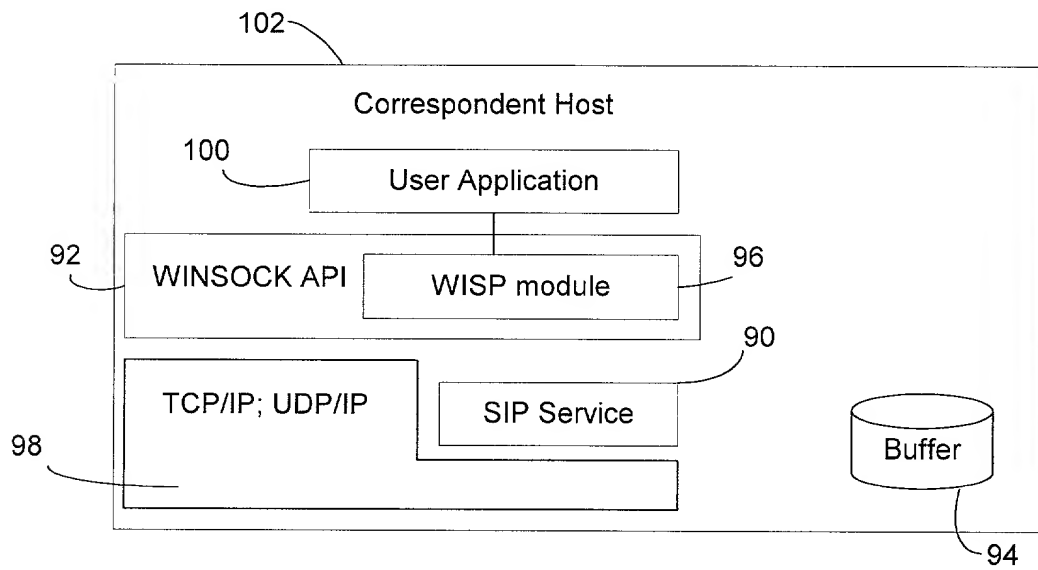 102
Correspondent Host
100
User Application
92
WINSOCK API
WISP module
96
90
TCP/IP; UDP/IP
SIP Service
98
Buffer
94